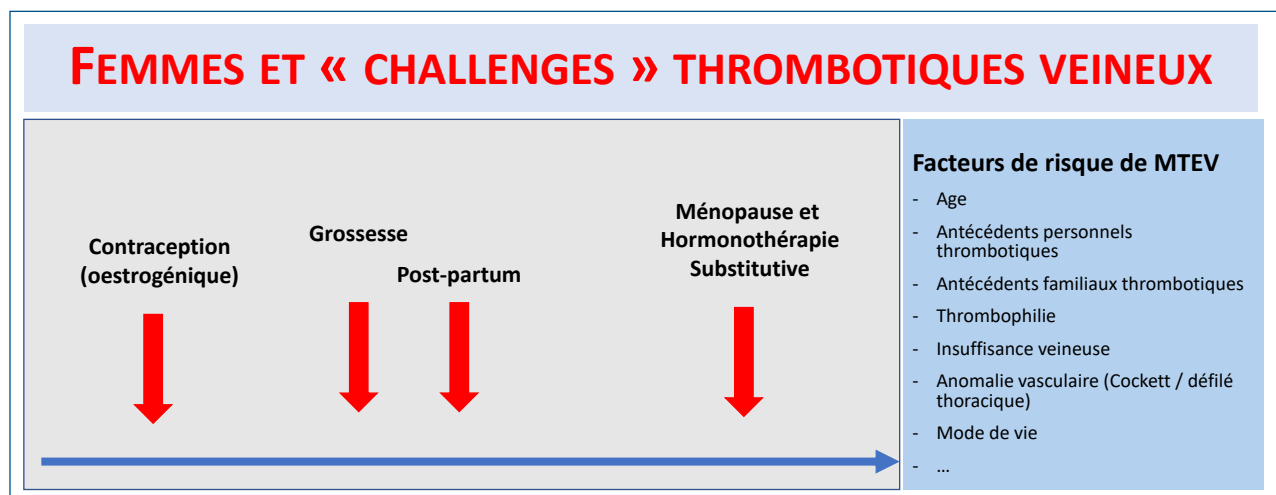 FEMMES ET « CHALLENGES » THROMBOTIQUES VEINEUX
Contraception
(oestrogénique)
Grossesse
Post-partum
Ménopause et
Hormonothérapie
Substitutive
Facteurs de risque de MTEV
- Age
- Antécédents personnels
thrombotiques
- Antécédents familiaux thrombotiques
- Thrombophilie
- Insuffisance veineuse
- Anomalie vasculaire (Cockett / défilé
thoracique)
- Mode de vie
- ...